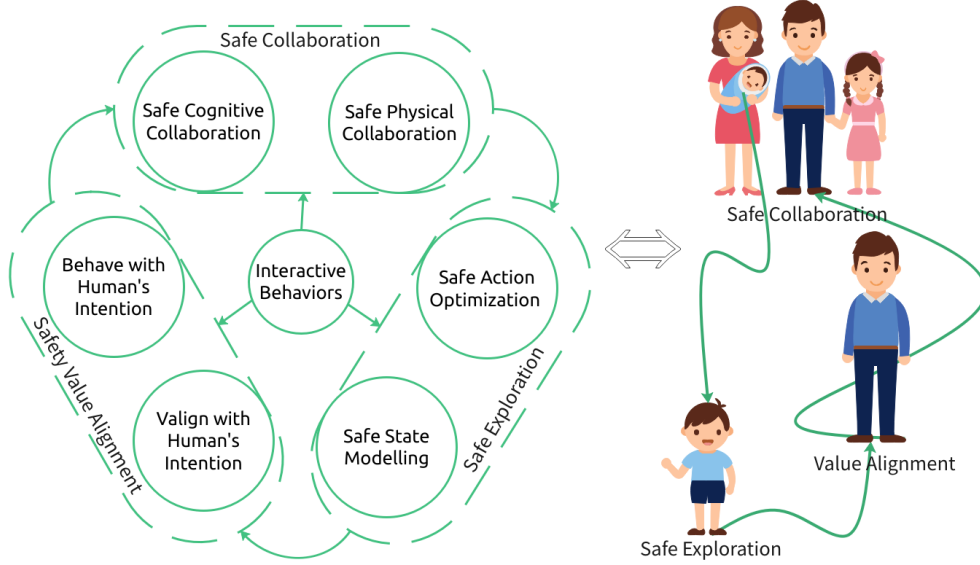 Safe Collaboration
Safe Cognitive
Collaboration
Safe Physical
Collaboration
Behave with
Human's
Intention
Interactive
Behaviors
Safe Action
Optimization
Safety Value Alignment
Valign with
Human's
Intention
Safe State
Modelling
Safe Exploration
Safe Collaboration
Value Alignment
Safe Exploration